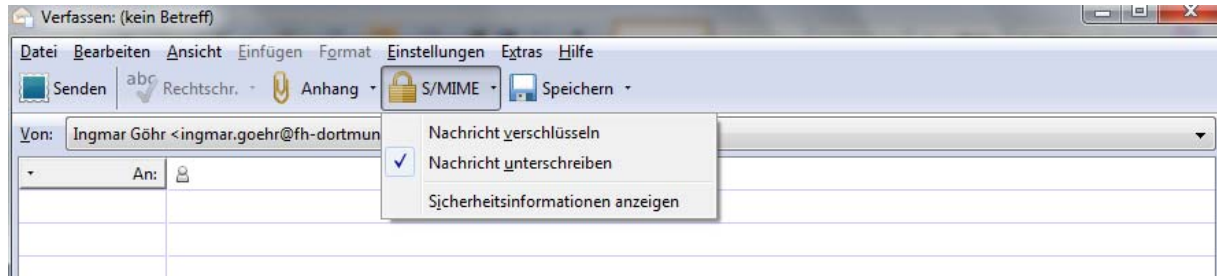 Verfassen: (kein Betreff)
Datei Bearbeiten Ansicht Einfügen Format Einstellungen Extras Hilfe
Senden abc Rechtschr. Anhang S/MIME Speichern
Von: Ingmar Göhr <ingmar.goehr@fh-dortmun
Nachricht verschlüsseln
An:
Nachricht unterschreiben
Sicherheitsinformationen anzeigen